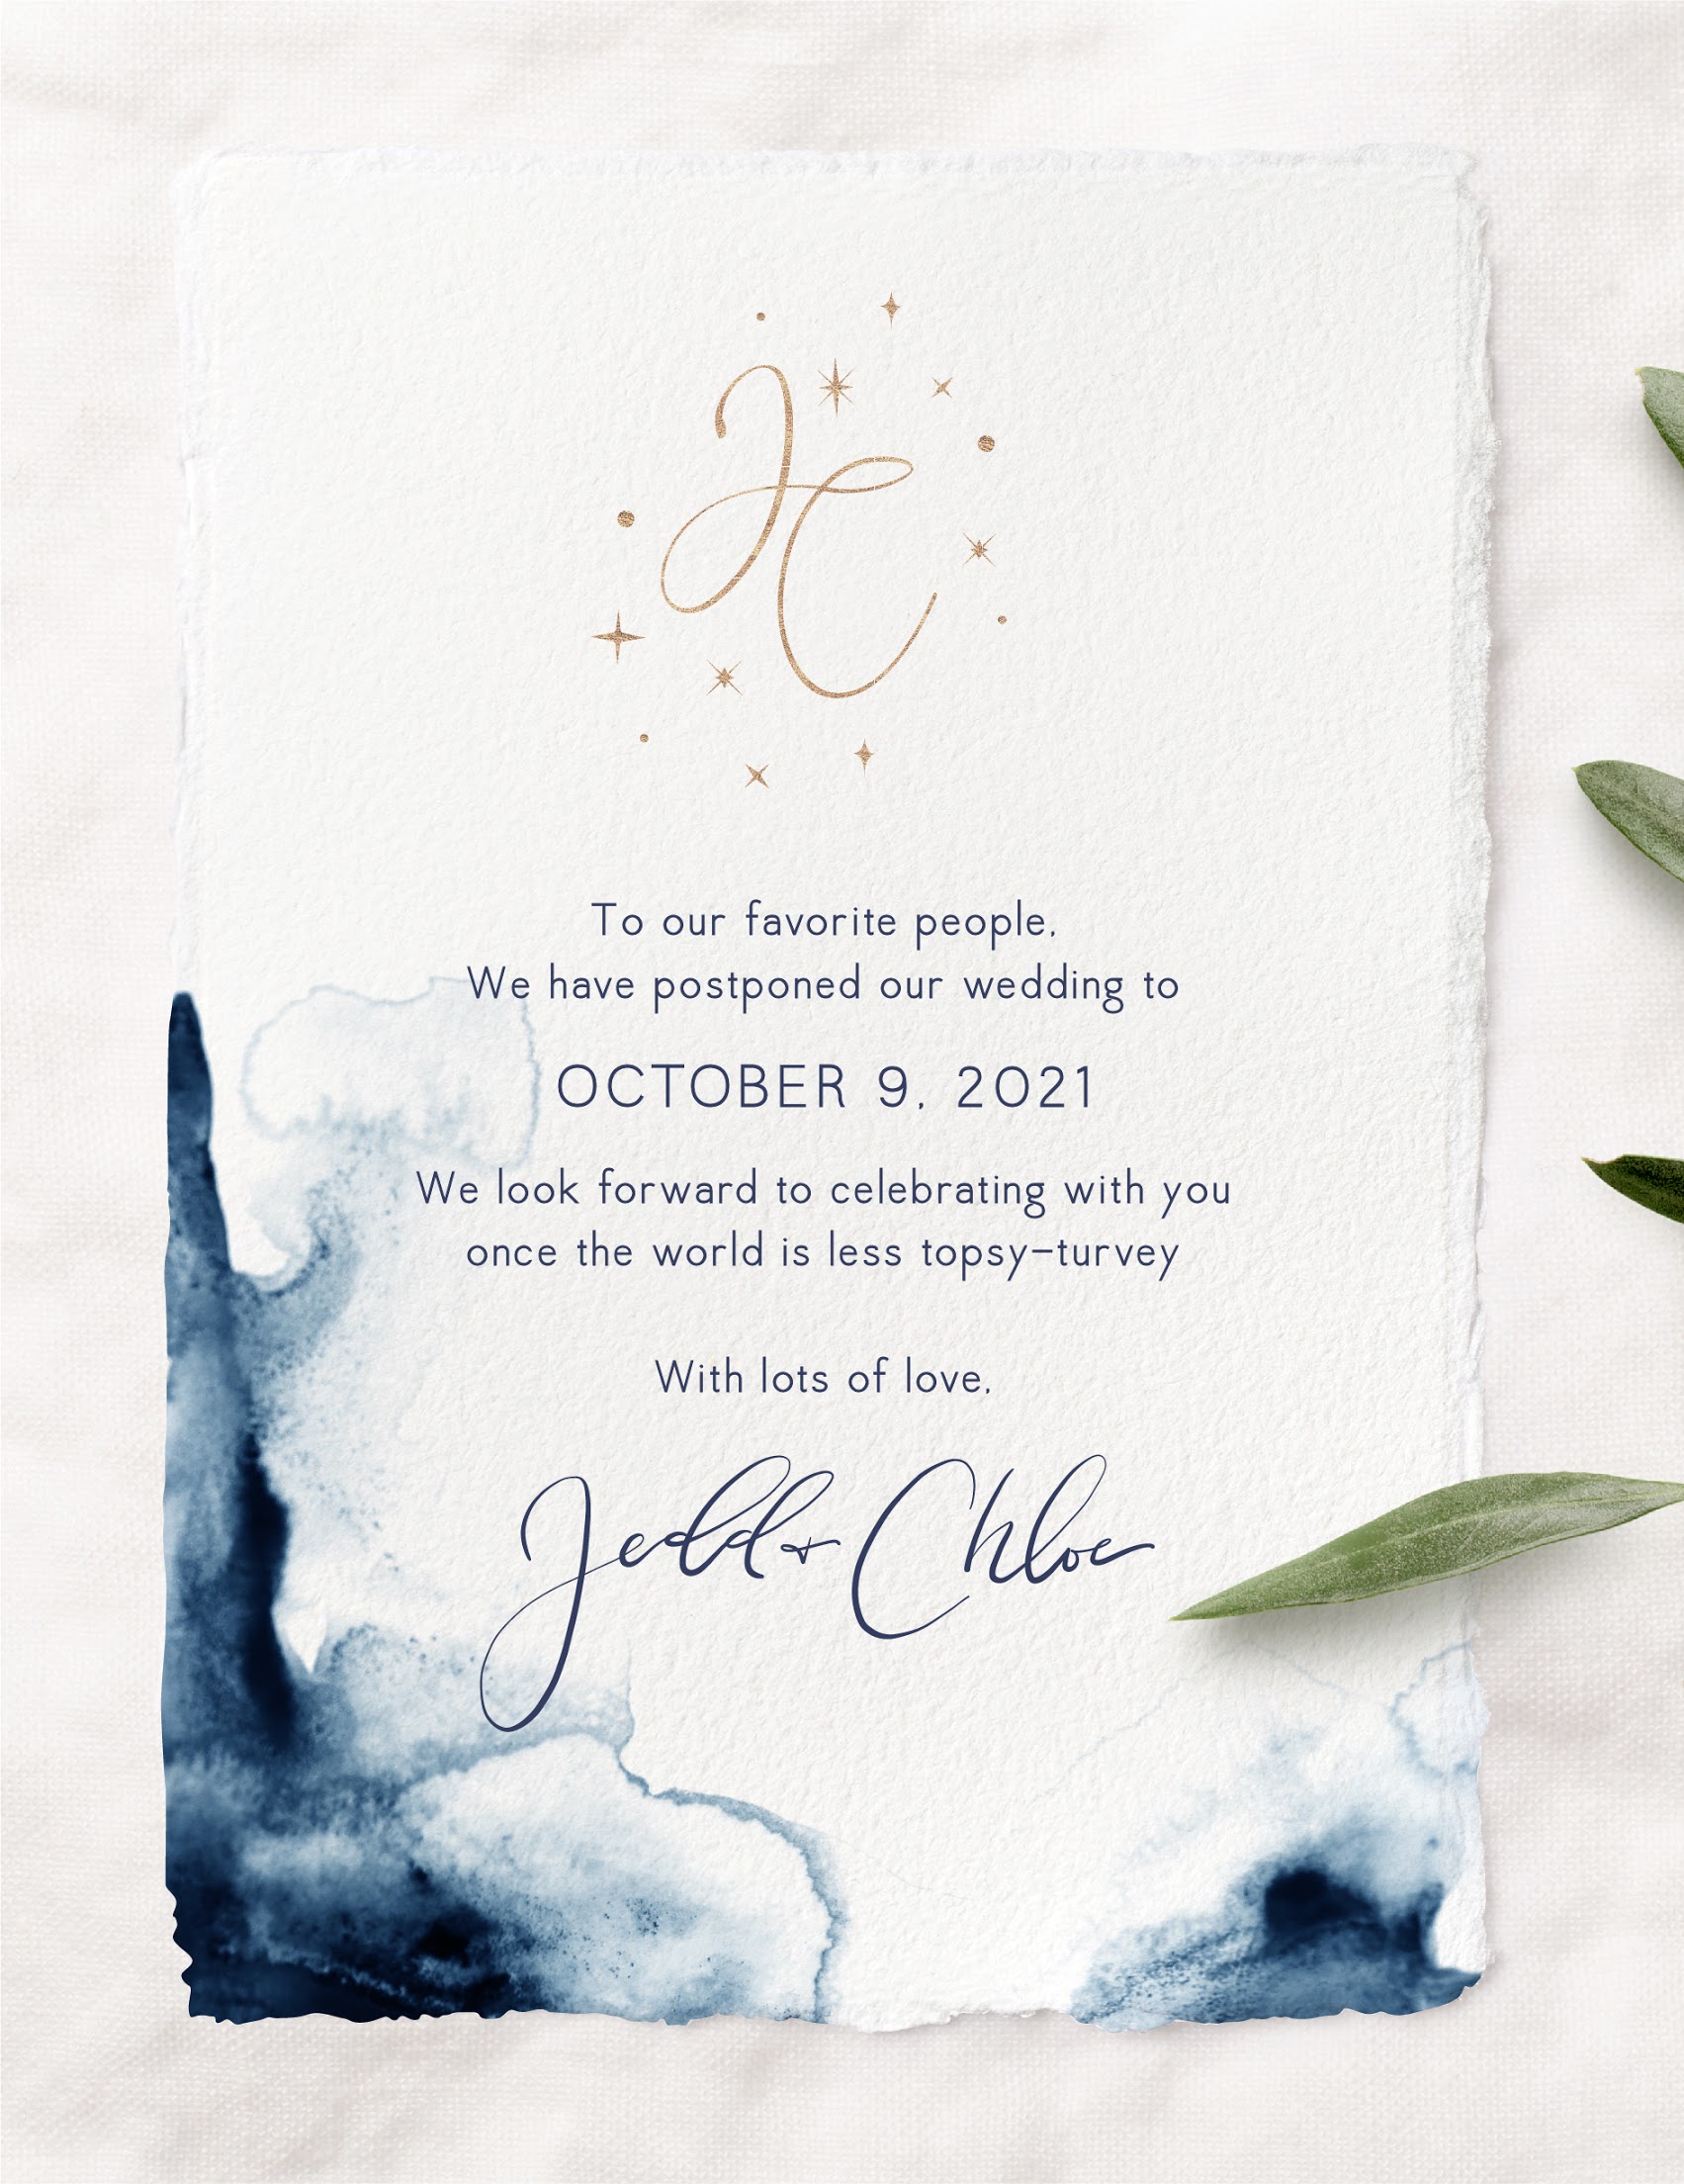 JC
To our favorite people,
We have postponed our wedding to
OCTOBER 9, 2021
We look forward to celebrating with you
once the world is less topsy-turvey
With lots of love,
Jedd + Chloe